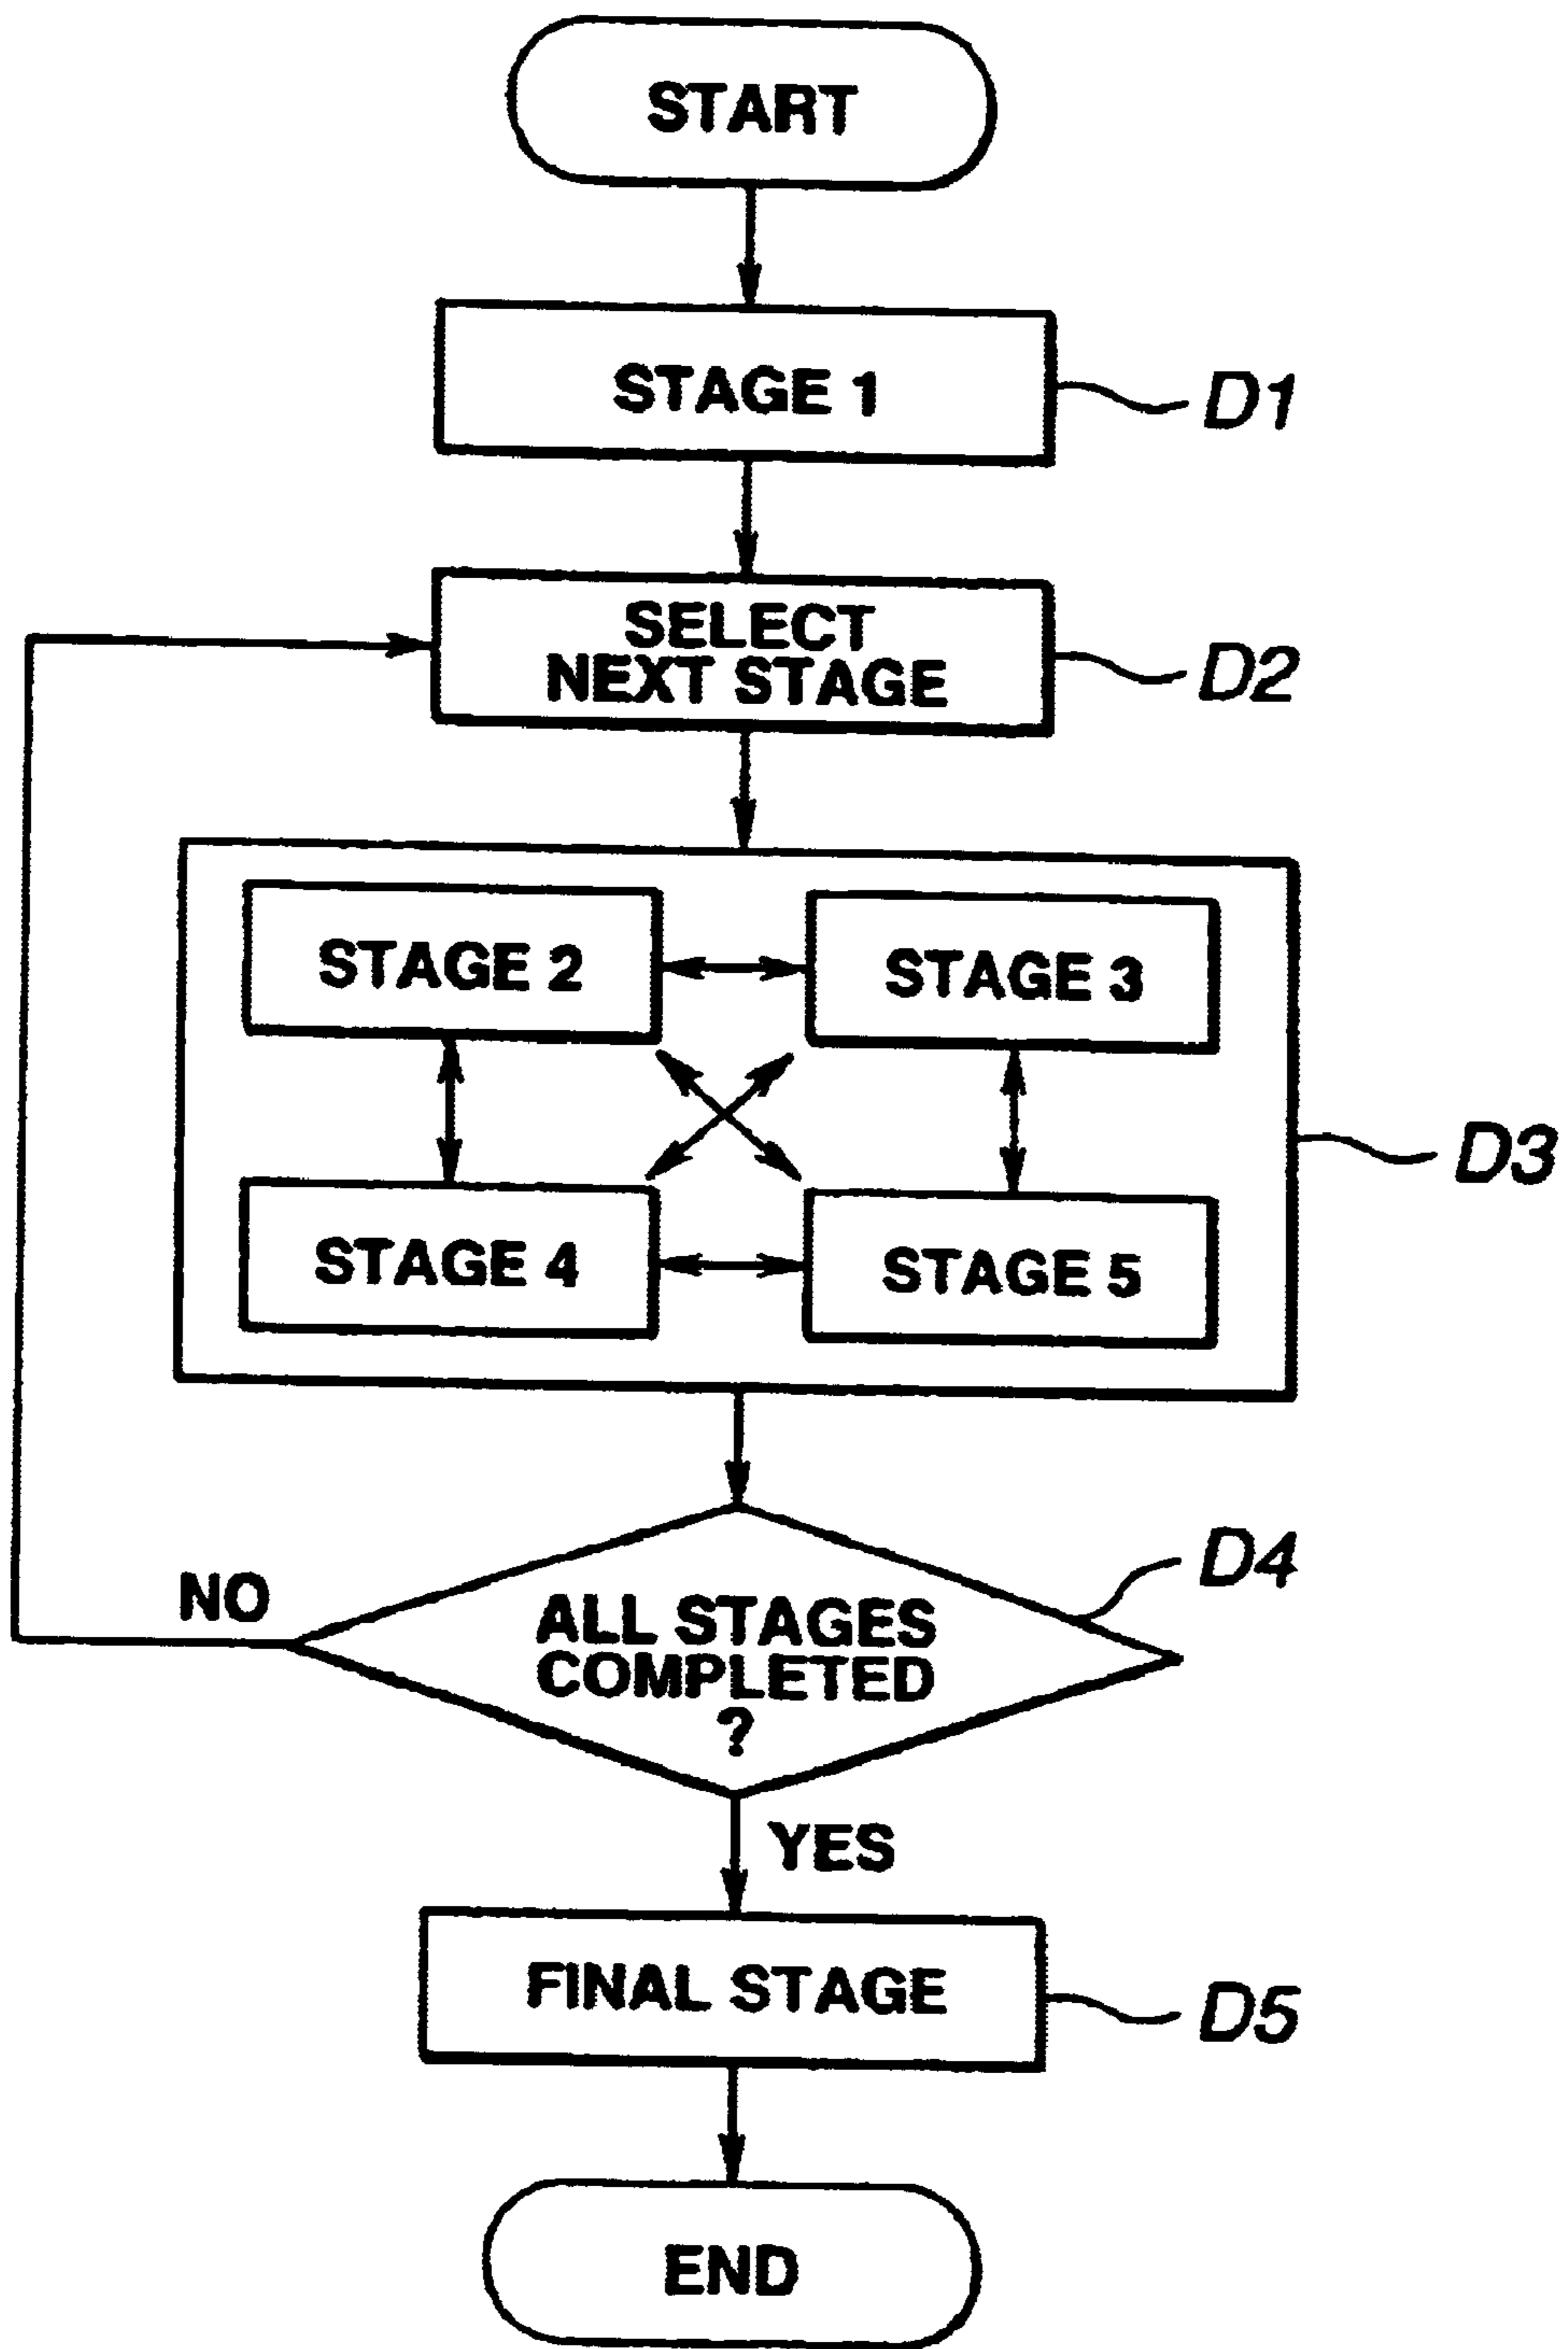 START
STAGE 1
D1
SELECT
NEXT STAGE
D2
STAGE 2
STAGE 3
STAGE 4
STAGE 5
D3
D4
NO
ALL STAGES
COMPLETED
?
YES
FINAL STAGE
D5
END